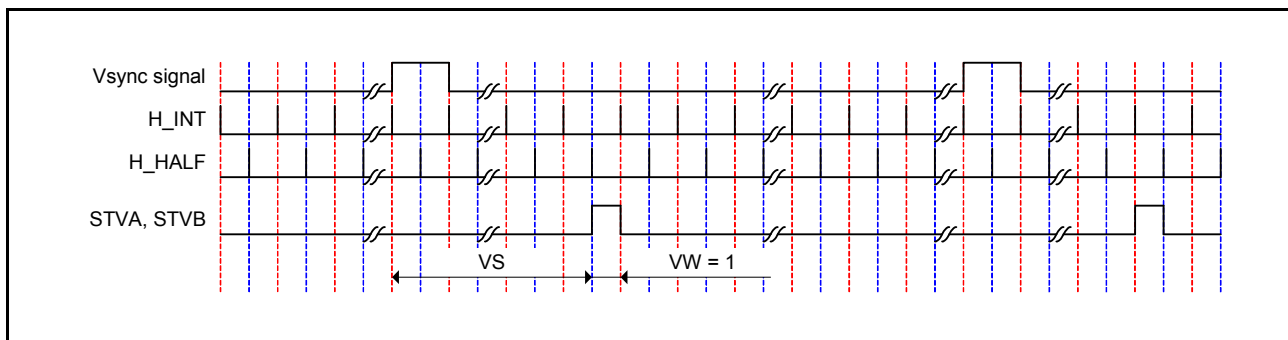 Vsync signal
H_INT
H_HALF
STVA, STVB
VS
VW = 1